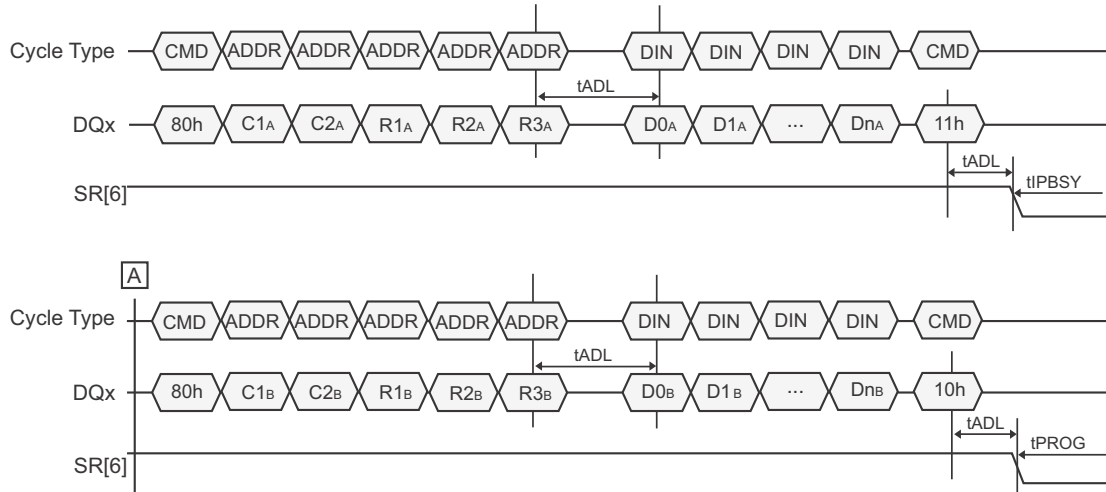 Cycle Type CMD ADDR ADDR ADDR ADDR ADDR DIN DIN DIN DIN CMD
tADL
DQx 80h C1A C2A R1A R2A R3A D0A D1A ... DnA 11h
tADL
SR[6] tIPBSY
A
Cycle Type CMD ADDR ADDR ADDR ADDR ADDR DIN DIN DIN DIN CMD
tADL
DQx 80h C1B C2B R1B R2B R3B D0B D1B ... DnB 10h
tADL
SR[6] tPROG